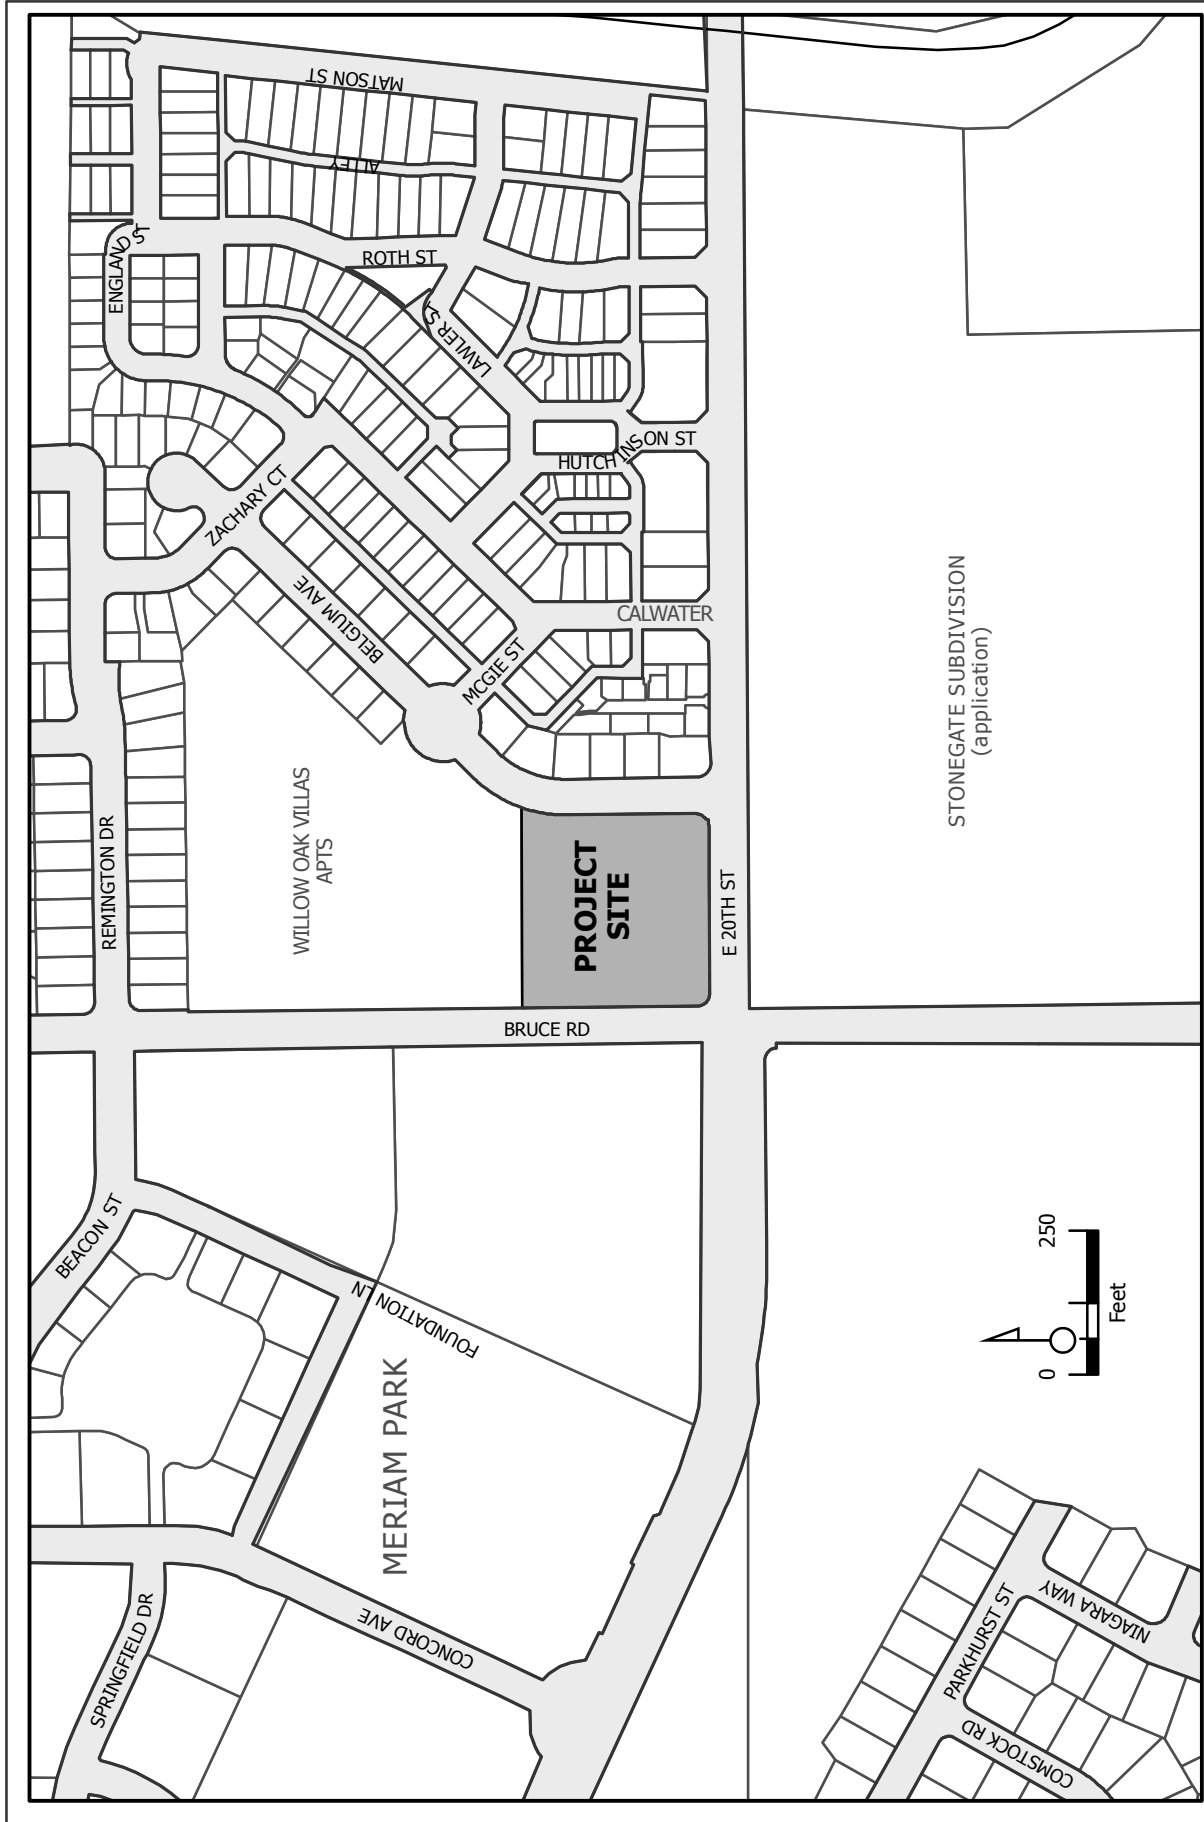 MATSON ST
ALLEY
ROTH ST
ENGLAND ST
LAWLER ST
HUTCHINSON ST
ZACHARY CT
BELGIUM AVE
MCGIE ST
CALWATER
STONEGATE SUBDIVISION
(application)
WILLOW OAK VILLAS
APTS
REMINGTON DR
PROJECT
SITE
E 20TH ST
BRUCE RD
BEACON ST
FOUNDATION LN
MERIAM PARK
CONCORD AVE
SPRINGFIELD DR
0
250
Feet
PARKHURST ST
NIAGARA WAY
COMSTOCK RD